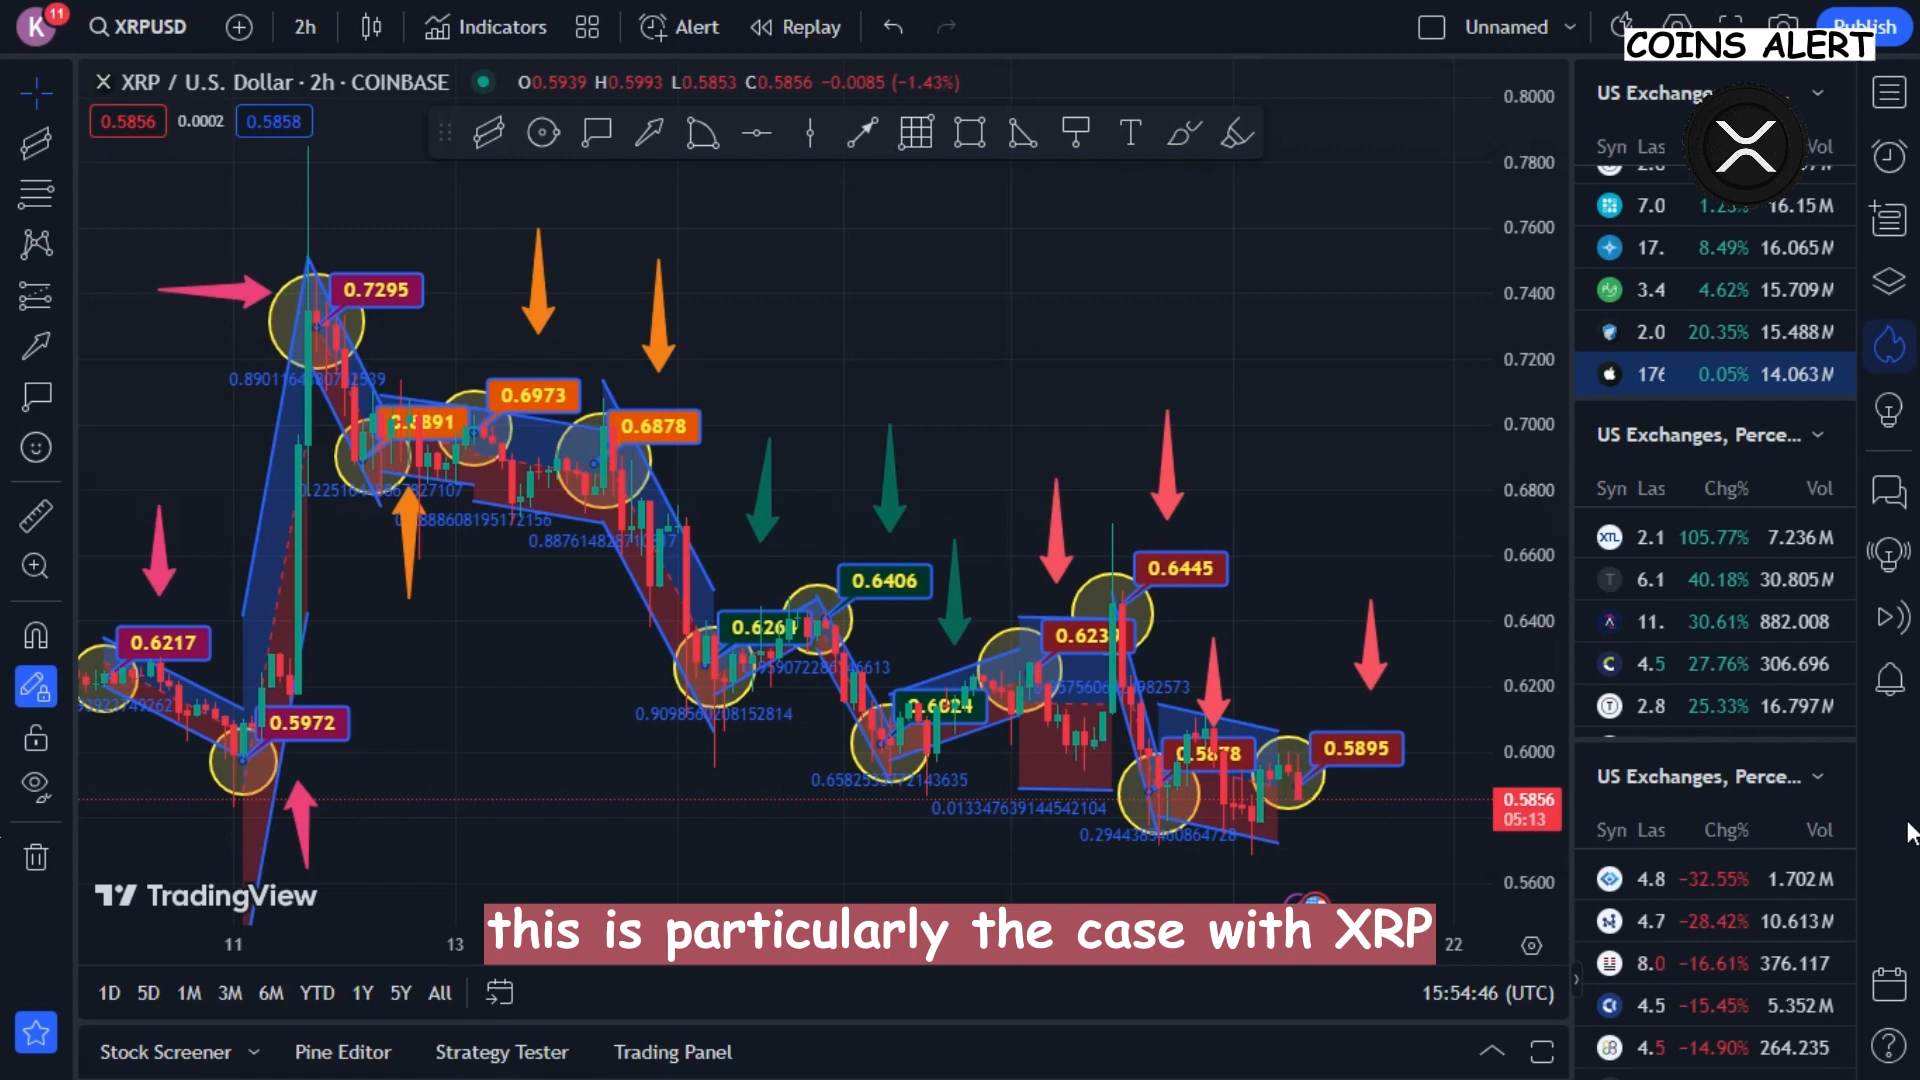 K 11 XRPUSD 2h Indicators Alert Replay Unnamed Publish
COINS ALERT
XRP / U.S. Dollar · 2h · COINBASE O0.5939 H0.5993 L0.5853 C0.5856 −0.0085 (−1.43%)
0.5856 0.0002 0.5858
0.8000
0.7800
0.7600
0.7400
0.7200
0.7000
0.6800
0.6600
0.6400
0.6200
0.6000
0.5856
05:13
0.5600
0.7295
0.6973
0.6878
0.6406
0.6445
0.6217
0.5972
0.5895
0.9098560208152814
0.013347639144542104
TradingView
11 13 22
this is particularly the case with XRP
1D 5D 1M 3M 6M YTD 1Y 5Y All 15:54:46 (UTC)
Stock Screener Pine Editor Strategy Tester Trading Panel
Syn Las Vol
7.0 1.23% 16.15M
17. 8.49% 16.065M
3.4 4.62% 15.709M
2.0 20.35% 15.488M
176 0.05% 14.063M
US Exchanges, Perce...
Syn Las Chg% Vol
XTL 2.1 105.77% 7.236M
T 6.1 40.18% 30.805M
11. 30.61% 882.008
4.5 27.76% 306.696
2.8 25.33% 16.797M
US Exchanges, Perce...
Syn Las Chg% Vol
4.8 −32.55% 1.702M
4.7 −28.42% 10.613M
8.0 −16.61% 376.117
4.5 −15.45% 5.352M
4.5 −14.90% 264.235